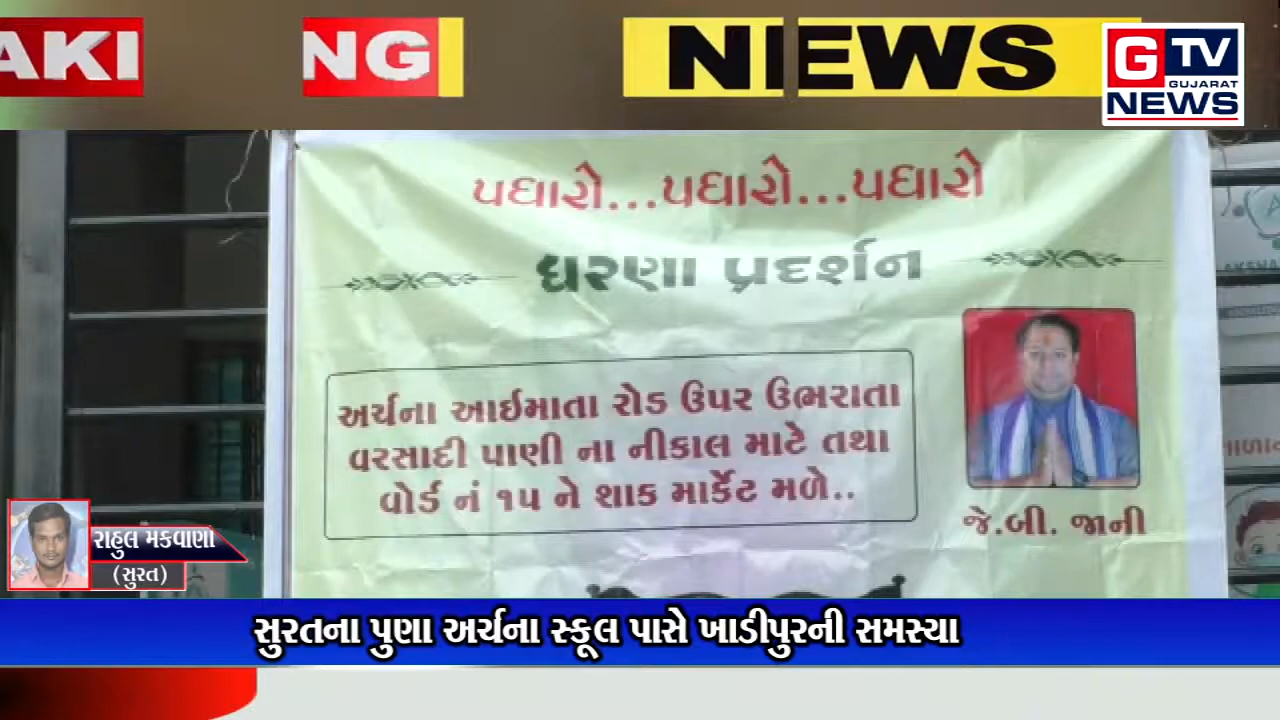 AKI NG NEWS
G TV
GUJARAT
NEWS
પધારો...પધારો...પધારો
ધરણા પ્રદર્શન
અર્ચના આઈમાતા રોડ ઉપર ઉભરાતા
વરસાદી પાણી ના નીકાલ માટે તથા
વોર્ડ નં ૧૫ ને શાક માર્કેટ મળે..
જે.બી. જાની
રાહુલ મકવાણા
(સુરત)
સુરતના પુણા અર્ચના સ્કૂલ પાસે ખાડીપુરની સમસ્યા